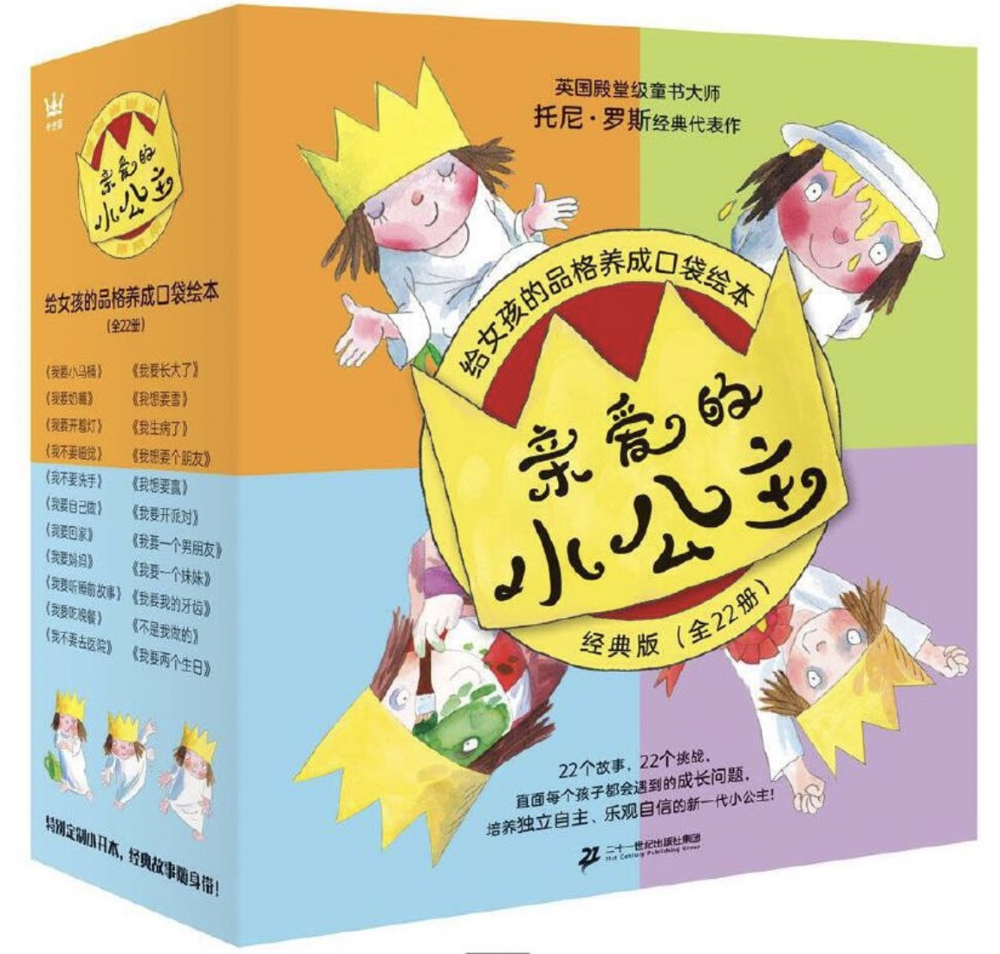 亲爱的
小公主
给女孩的品格养成口袋绘本
(全22册)
《我要小马桶》
《我要奶嘴》
《我要开着灯》
《我不要睡觉》
《我不要洗手》
《我要自己做》
《我要回家》
《我要妈妈》
《我要听睡前故事》
《我要吃晚餐》
《我不要去医院》
《我要长大了》
《我想要雪》
《我生病了》
《我想要个朋友》
《我想要赢》
《我要开派对》
《我要一个男朋友》
《我要一个妹妹》
《我要我的牙齿》
《不是我做的》
《我要两个生日》
特别定制小开本，经典故事随身带！
英国殿堂级童书大师
托尼·罗斯经典代表作
给女孩的品格养成口袋绘本
亲爱的
小公主
经典版（全22册）
22个故事，22个挑战，
直面每个孩子都会遇到的成长问题，
培养独立自主、乐观自信的新一代小公主！
二十一世纪出版社集团
21st Century Publishing Group